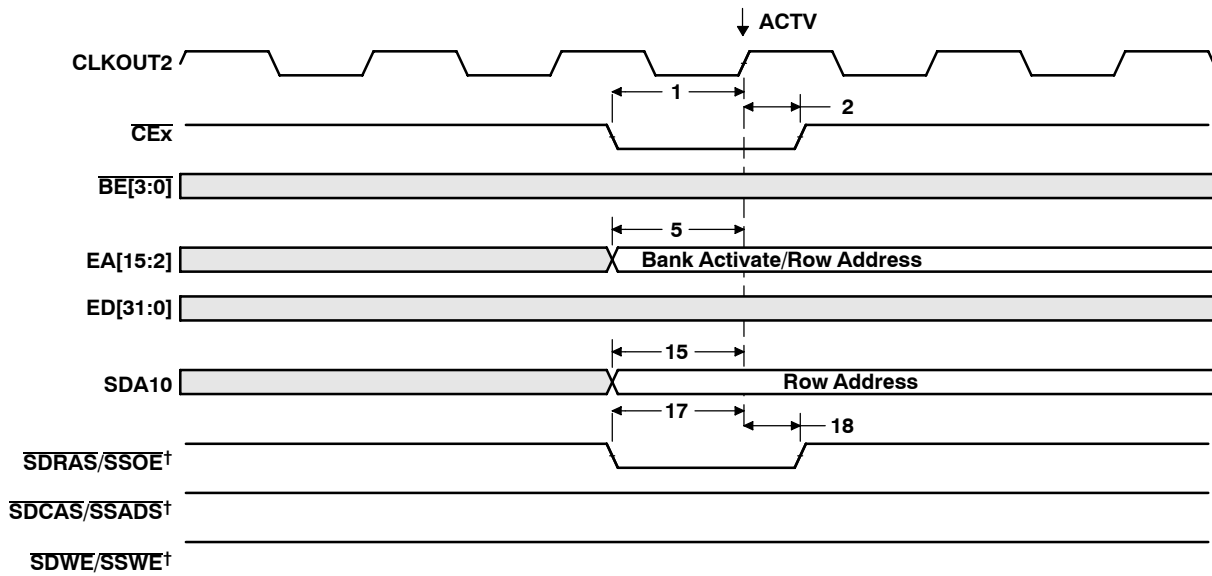 ACTV
CLKOUT2
1
2
CEx
BE[3:0]
5
EA[15:2]
Bank Activate/Row Address
ED[31:0]
15
SDA10
Row Address
17
18
SDRAS/SSOE†
SDCAS/SSADS†
SDWE/SSWE†